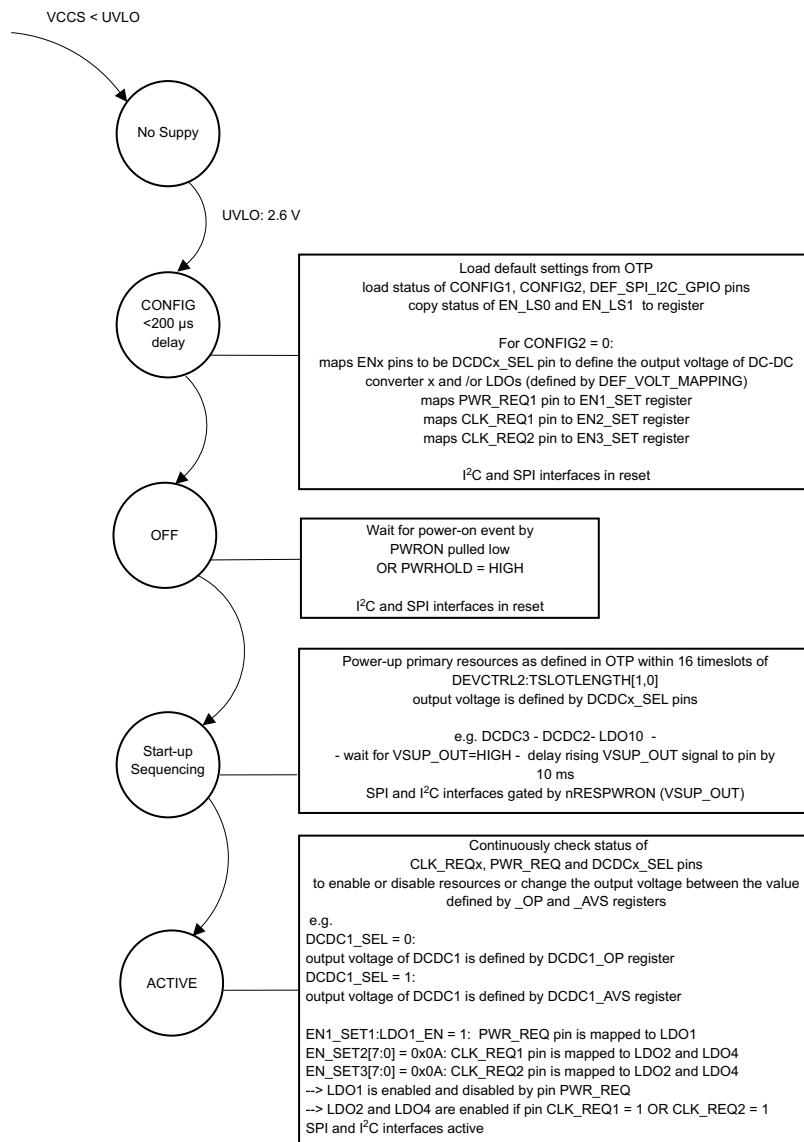 VCCS < UVLO
No Suppy
UVLO: 2.6 V
CONFIG
<200 µs
delay
Load default settings from OTP
load status of CONFIG1, CONFIG2, DEF_SPI_I2C_GPIO pins
copy status of EN_LS0 and EN_LS1 to register
For CONFIG2 = 0:
maps ENx pins to be DCDCx_SEL pin to define the output voltage of DC-DC
converter x and /or LDOs (defined by DEF_VOLT_MAPPING)
maps PWR_REQ1 pin to EN1_SET register
maps CLK_REQ1 pin to EN2_SET register
maps CLK_REQ2 pin to EN3_SET register
I²C and SPI interfaces in reset
OFF
Wait for power-on event by
PWRON pulled low
OR PWRHOLD = HIGH
I²C and SPI interfaces in reset
Start-up
Sequencing
Power-up primary resources as defined in OTP within 16 timeslots of
DEVCTRL2:TSLOTLENGTH[1,0]
output voltage is defined by DCDCx_SEL pins
e.g. DCDC3 - DCDC2- LDO10 -
- wait for VSUP_OUT=HIGH - delay rising VSUP_OUT signal to pin by
10 ms
SPI and I²C interfaces gated by nRESPWRON (VSUP_OUT)
ACTIVE
Continuously check status of
CLK_REQx, PWR_REQ and DCDCx_SEL pins
to enable or disable resources or change the output voltage between the value
defined by _OP and _AVS registers
e.g.
DCDC1_SEL = 0:
output voltage of DCDC1 is defined by DCDC1_OP register
DCDC1_SEL = 1:
output voltage of DCDC1 is defined by DCDC1_AVS register
EN1_SET1:LDO1_EN = 1: PWR_REQ pin is mapped to LDO1
EN_SET2[7:0] = 0x0A: CLK_REQ1 pin is mapped to LDO2 and LDO4
EN_SET3[7:0] = 0x0A: CLK_REQ2 pin is mapped to LDO2 and LDO4
--> LDO1 is enabled and disabled by pin PWR_REQ
--> LDO2 and LDO4 are enabled if pin CLK_REQ1 = 1 OR CLK_REQ2 = 1
SPI and I²C interfaces active